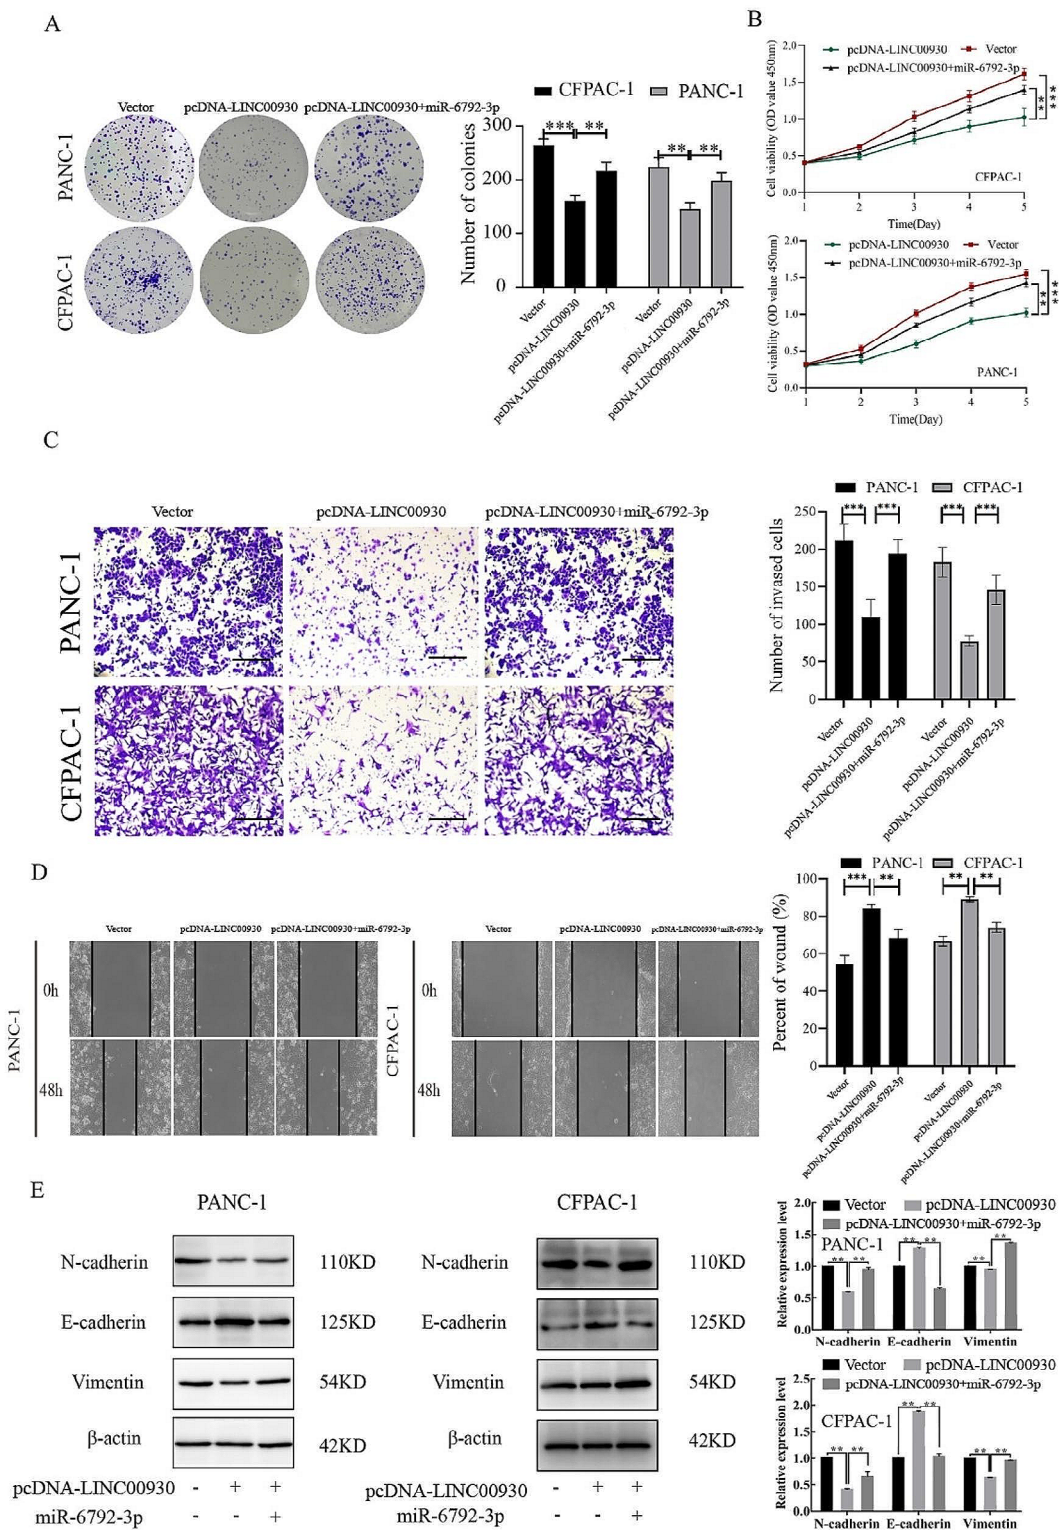 A
Vector pcDNA-LINC00930 pcDNA-LINC00930+miR-6792-3p
PANC-1
CFPAC-1
CFPAC-1 PANC-1
Number of colonies
300
200
100
0
*** ** ** **
Vector
pcDNA-LINC00930
pcDNA-LINC00930+miR-6792-3p
Vector
pcDNA-LINC00930
pcDNA-LINC00930+miR-6792-3p
B
pcDNA-LINC00930 Vector
pcDNA-LINC00930+miR-6792-3p
Cell viability (OD value 450nm)
2.0
1.5
1.0
0.5
0.0
** ***
CFPAC-1
1 2 3 4 5
Time(Day)
pcDNA-LINC00930 Vector
pcDNA-LINC00930+miR-6792-3p
Cell viability (OD value 450nm)
2.0
1.5
1.0
0.5
0.0
** ***
PANC-1
1 2 3 4 5
Time(Day)
C
Vector pcDNA-LINC00930 pcDNA-LINC00930+miR-6792-3p
PANC-1
CFPAC-1
PANC-1 CFPAC-1
Number of invased cells
250
200
150
100
50
0
*** *** *** ***
Vector
pcDNA-LINC00930
pcDNA-LINC00930+miR-6792-3p
Vector
pcDNA-LINC00930
pcDNA-LINC00930+miR-6792-3p
D
Vector pcDNA-LINC00930 pcDNA-LINC00930+miR-6792-3p
PANC-1
0h
48h
Vector pcDNA-LINC00930 pcDNA-LINC00930+miR-6792-3p
CFPAC-1
PANC-1 CFPAC-1
Percent of wound (%)
100
80
60
40
20
0
*** ** ** **
Vector
pcDNA-LINC00930
pcDNA-LINC00930+miR-6792-3p
Vector
pcDNA-LINC00930
pcDNA-LINC00930+miR-6792-3p
E
PANC-1
N-cadherin 110KD
E-cadherin 125KD
Vimentin 54KD
β-actin 42KD
pcDNA-LINC00930 - + +
miR-6792-3p - - +
CFPAC-1
N-cadherin 110KD
E-cadherin 125KD
Vimentin 54KD
β-actin 42KD
pcDNA-LINC00930 - + +
miR-6792-3p - - +
Vector pcDNA-LINC00930
pcDNA-LINC00930+miR-6792-3p
PANC-1
Relative expression level
2.0
1.5
1.0
0.5
0.0
** ** ** ** ** **
N-cadherin E-cadherin Vimentin
Vector pcDNA-LINC00930
pcDNA-LINC00930+miR-6792-3p
CFPAC-1
Relative expression level
2.5
2.0
1.5
1.0
0.5
0.0
** ** ** ** ** **
N-cadherin E-cadherin Vimentin